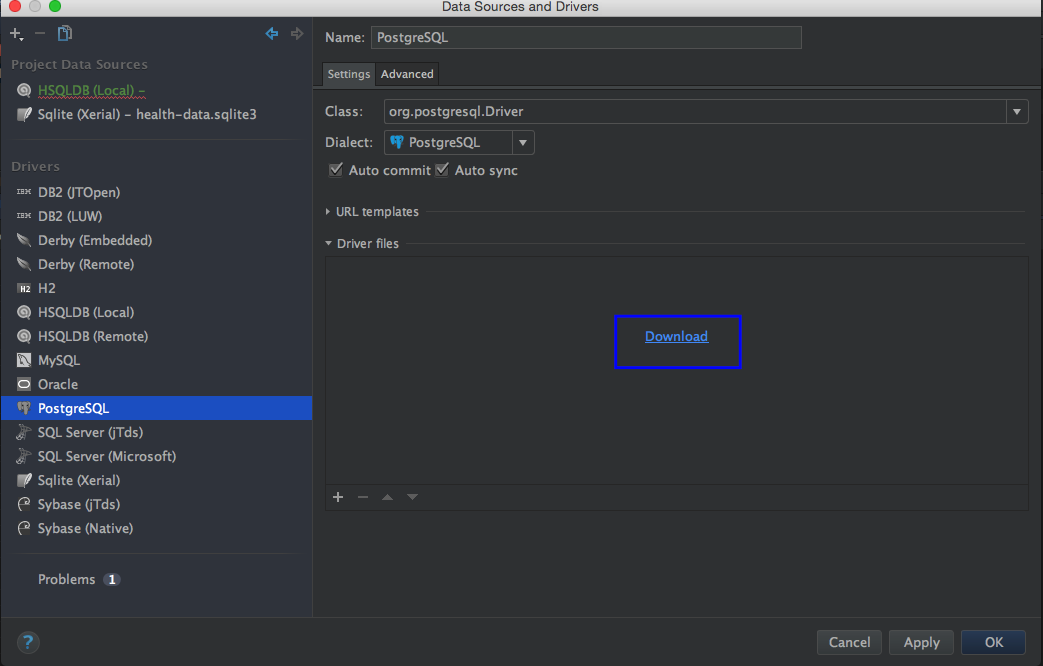 Data Sources and Drivers
Project Data Sources
HSQLDB (Local) –
Sqlite (Xerial) – health-data.sqlite3
Drivers
IBM DB2 (JTOpen)
IBM DB2 (LUW)
Derby (Embedded)
Derby (Remote)
H2 H2
HSQLDB (Local)
HSQLDB (Remote)
MySQL
Oracle
PostgreSQL
SQL Server (jTds)
SQL Server (Microsoft)
Sqlite (Xerial)
Sybase (jTds)
Sybase (Native)
Problems 1
?
Name: PostgreSQL
Settings Advanced
Class: org.postgresql.Driver
Dialect: PostgreSQL
Auto commit Auto sync
URL templates
Driver files
Download
Cancel Apply OK